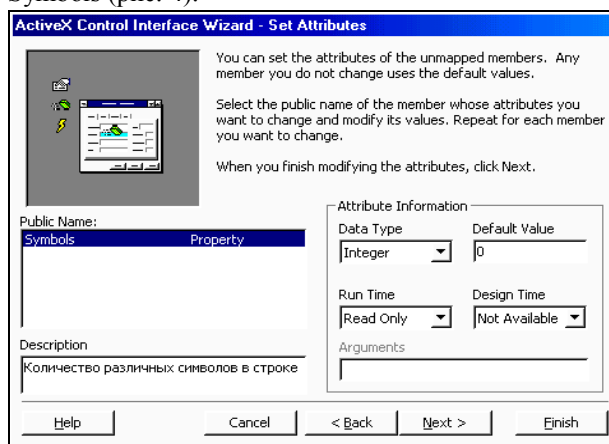 Symbols (рис. 4).
ActiveX Control Interface Wizard - Set Attributes
You can set the attributes of the unmapped members. Any
member you do not change uses the default values.
Select the public name of the member whose attributes you
want to change and modify its values. Repeat for each member
you want to change.
When you finish modifying the attributes, click Next.
Public Name:
Symbols Property
Description
Количество различных символов в строке
Attribute Information
Data Type Default Value
Integer 0
Run Time Design Time
Read Only Not Available
Arguments
Help Cancel < Back Next > Finish